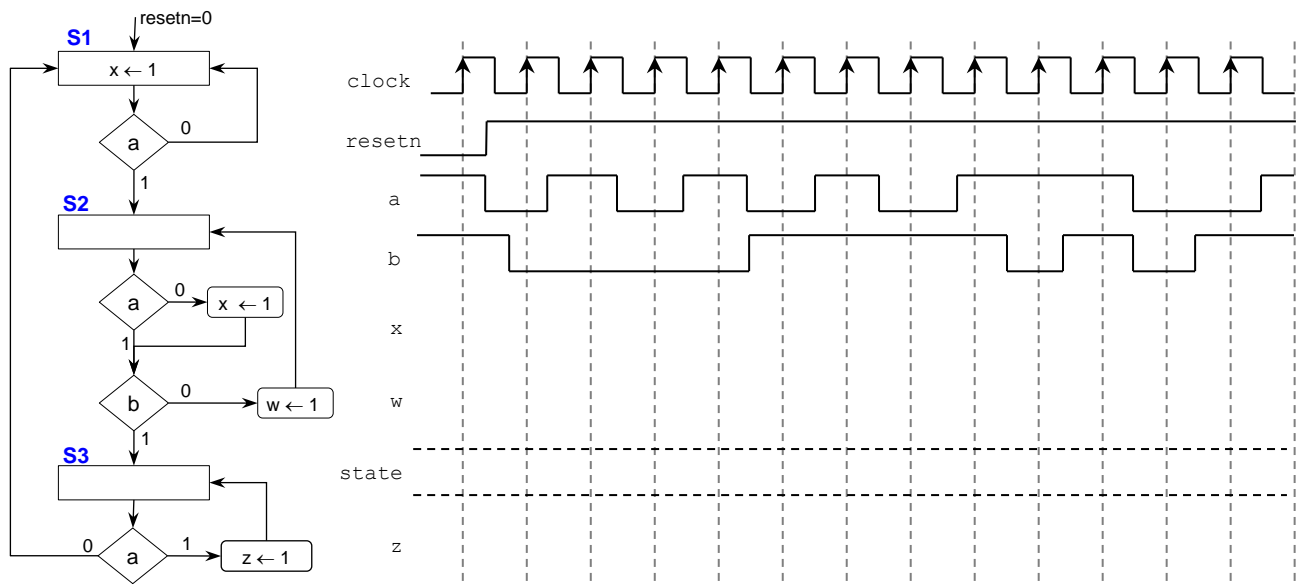 resetn=0
S1
x ← 1
a
0
1
S2
a
0
x ← 1
1
b
0
w ← 1
1
S3
a
0
1
z ← 1
clock
resetn
a
b
x
w
state
z